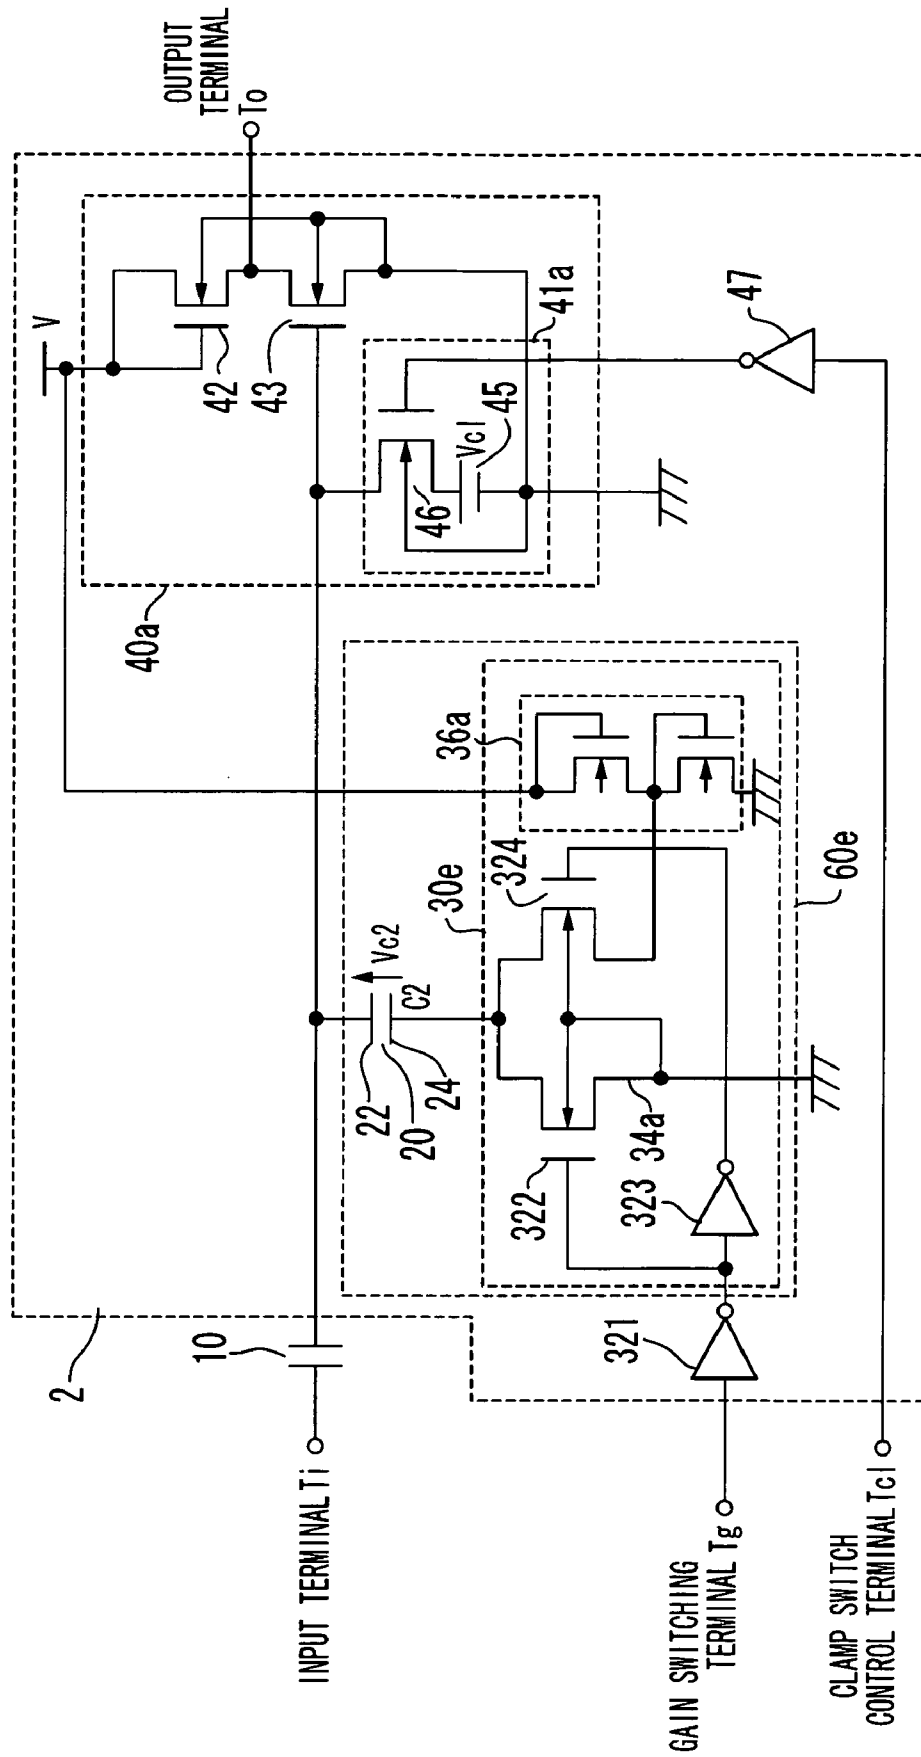 OUTPUT
TERMINAL
To
V
42
43
41a
45
Vcl
46
47
40a
36a
324
30e
60e
Vc2
C2
22
20
24
322
34a
323
321
2
10
INPUT TERMINAL Ti
GAIN SWITCHING
TERMINAL Tg
CLAMP SWITCH
CONTROL TERMINAL Tcl